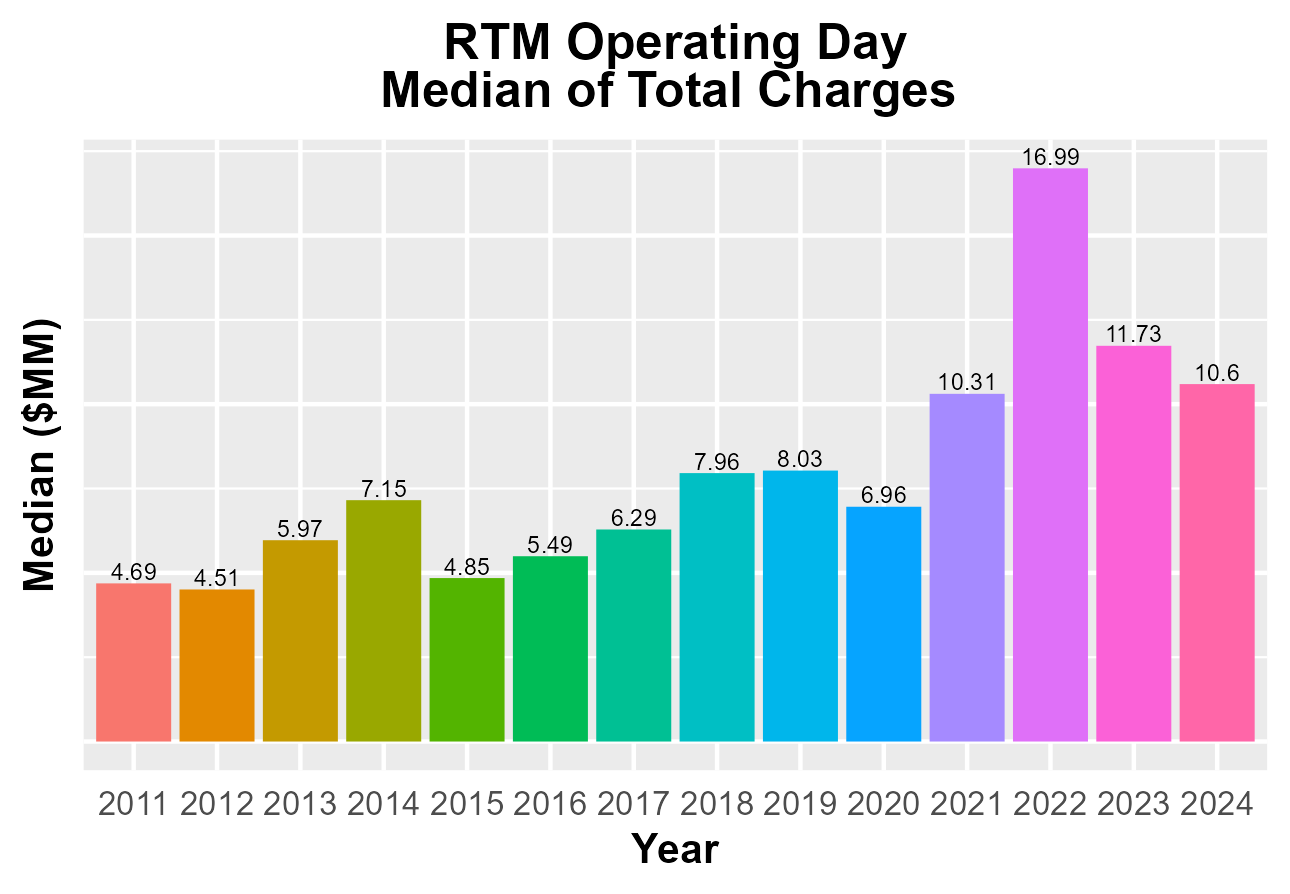 RTM Operating Day
Median of Total Charges
Median ($MM)
16.99
11.73
10.6
10.31
7.96
8.03
7.15
6.96
6.29
5.97
5.49
4.85
4.69
4.51
2011 2012 2013 2014 2015 2016 2017 2018 2019 2020 2021 2022 2023 2024
Year